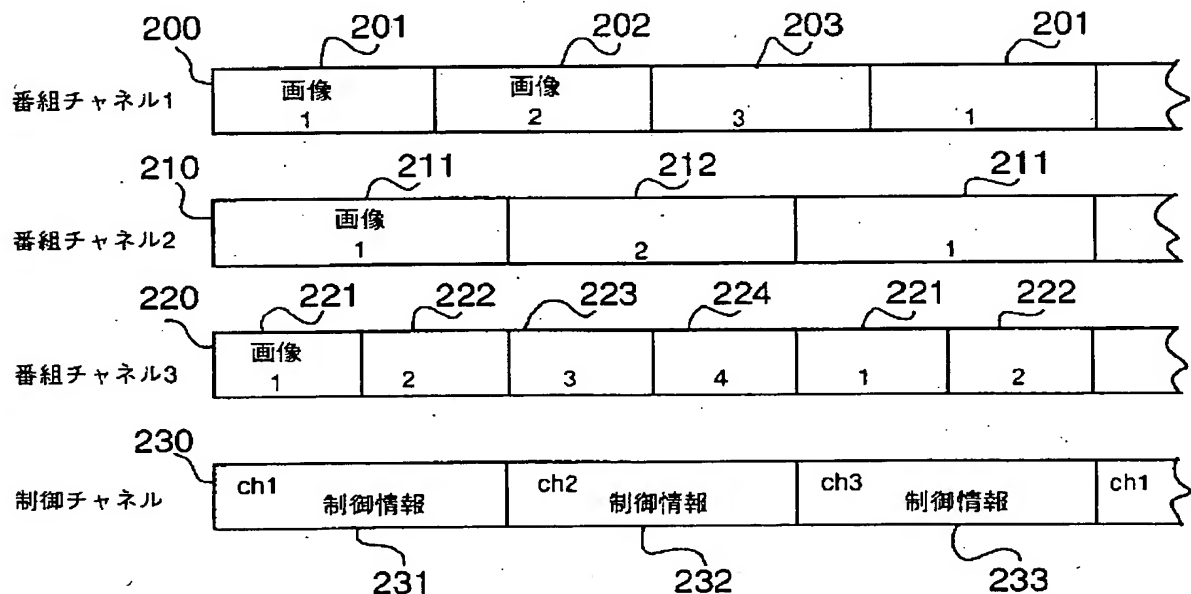 200 201 202 203 201
番組チャネル1 画像 1 画像 2 3 1
210 211 212 211
番組チャネル2 画像 1 2 1
220 221 222 223 224 221 222
番組チャネル3 画像 1 2 3 4 1 2
230
制御チャネル ch1 制御情報 ch2 制御情報 ch3 制御情報 ch1
231 232 233